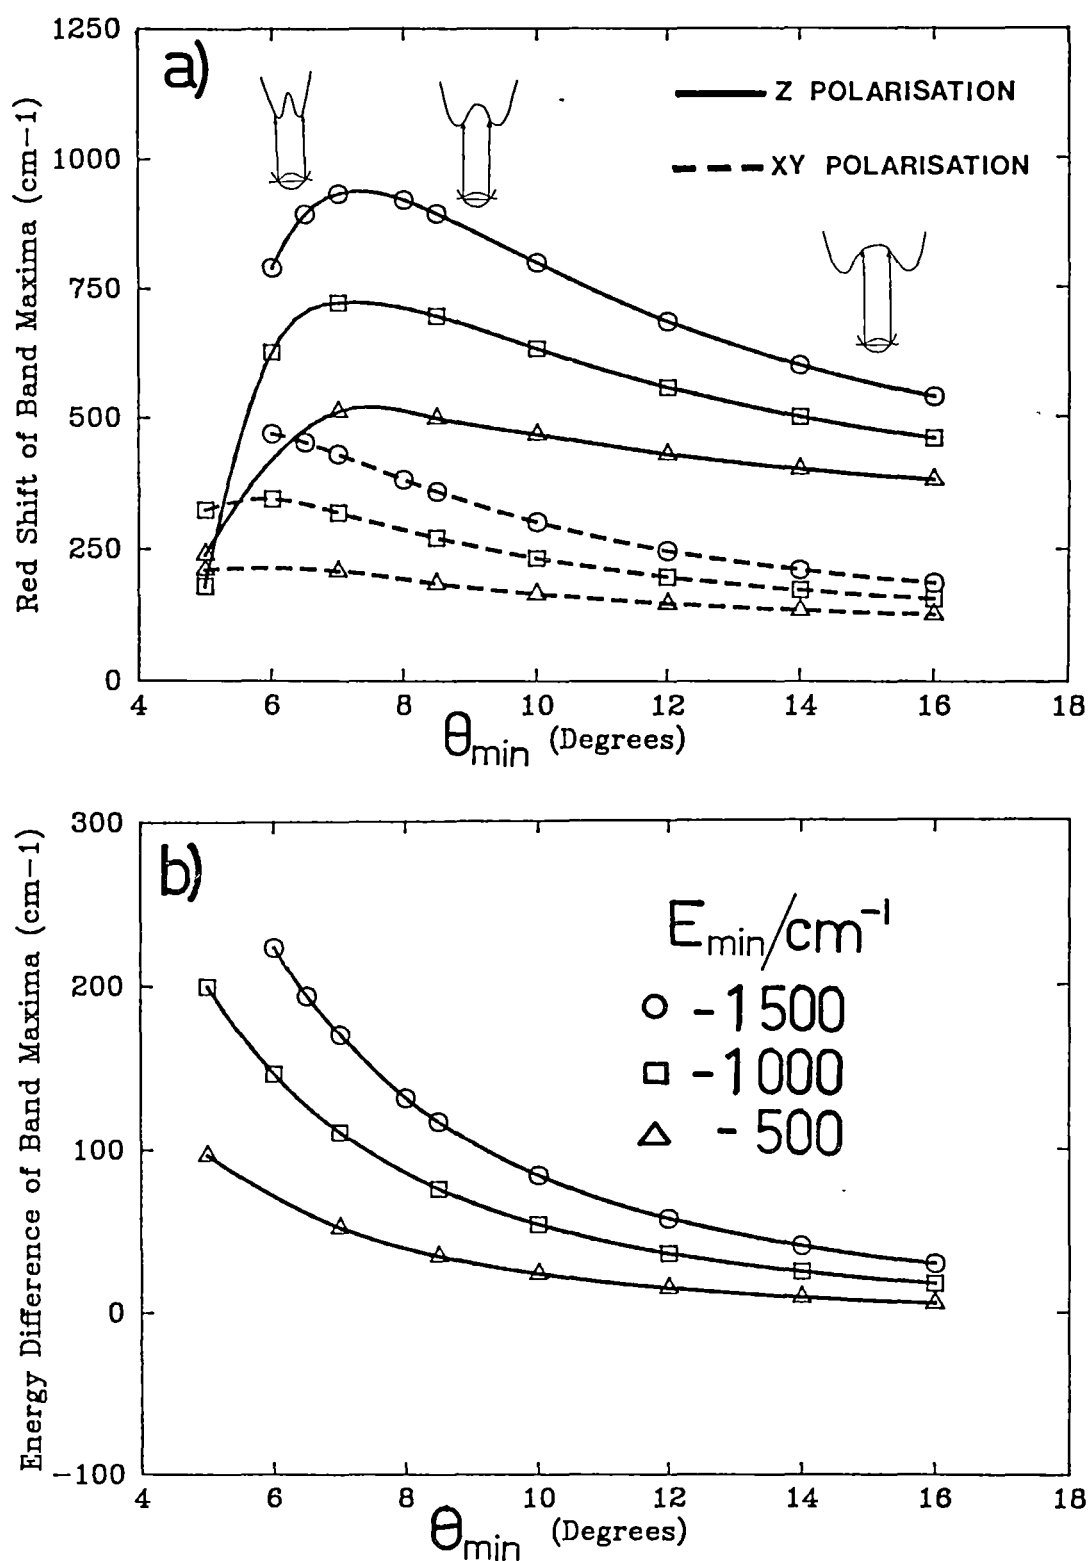 1250
1000
750
500
250
0
Red Shift of Band Maxima (cm−1)
a)
Z POLARISATION
XY POLARISATION
4 6 8 10 12 14 16 18
θmin (Degrees)
300
200
100
0
−100
Energy Difference of Band Maxima (cm−1)
b)
Emin/cm⁻¹
-1500
-1000
-500
4 6 8 10 12 14 16 18
θmin (Degrees)